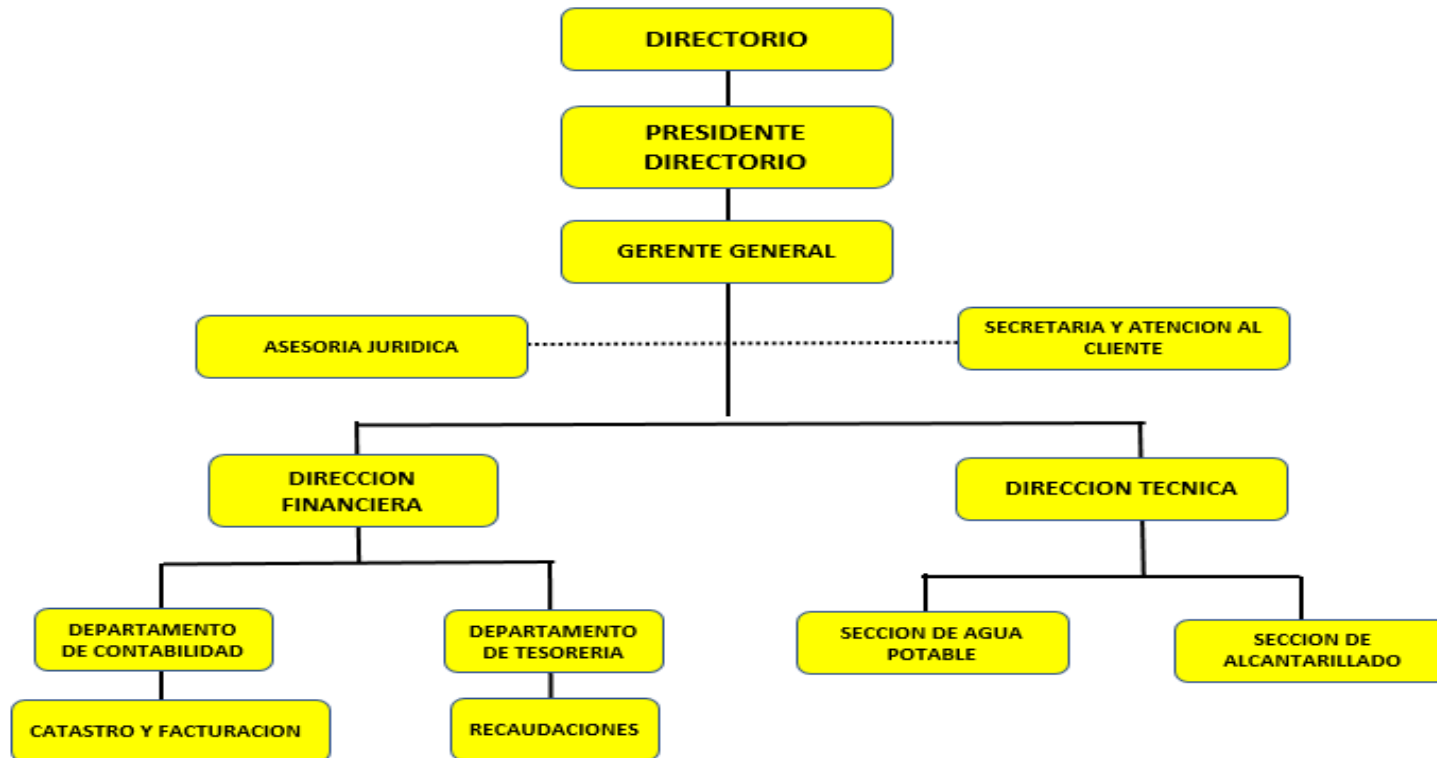 DIRECTORIO
PRESIDENTE
DIRECTORIO
GERENTE GENERAL
ASESORIA JURIDICA
SECRETARIA Y ATENCION AL
CLIENTE
DIRECCION
FINANCIERA
DIRECCION TECNICA
DEPARTAMENTO
DE CONTABILIDAD
DEPARTAMENTO
DE TESORERIA
SECCION DE AGUA
POTABLE
SECCION DE
ALCANTARILLADO
CATASTRO Y FACTURACION
RECAUDACIONES